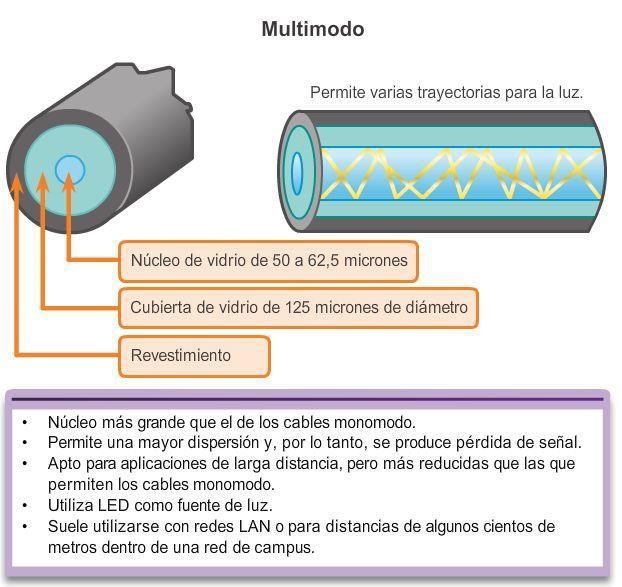 Multimodo
Permite varias trayectorias para la luz.
Núcleo de vidrio de 50 a 62,5 micrones
Cubierta de vidrio de 125 micrones de diámetro
Revestimiento
• Núcleo más grande que el de los cables monomodo.
• Permite una mayor dispersión y, por lo tanto, se produce pérdida de señal.
• Apto para aplicaciones de larga distancia, pero más reducidas que las que
permiten los cables monomodo.
• Utiliza LED como fuente de luz.
• Suele utilizarse con redes LAN o para distancias de algunos cientos de
metros dentro de una red de campus.